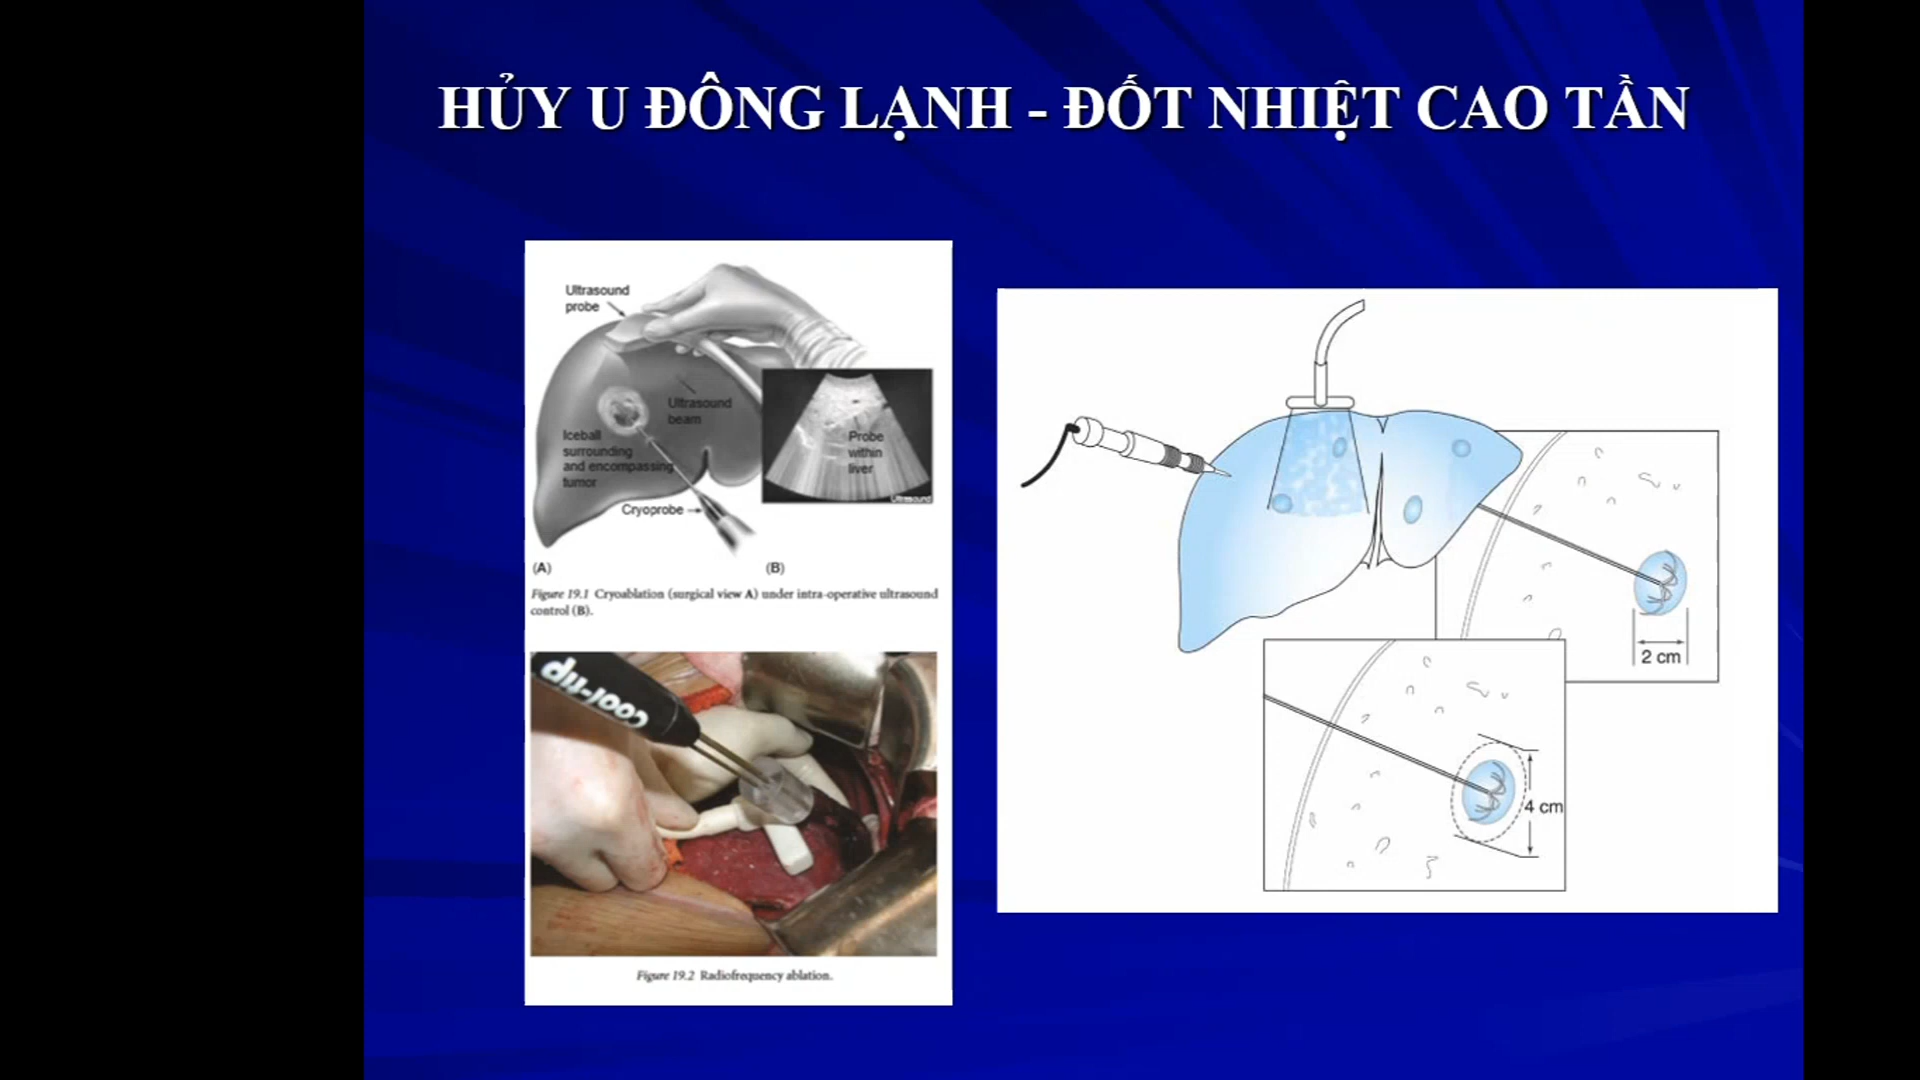 HỦY U ĐÔNG LẠNH - ĐỐT NHIỆT CAO TẦN
Ultrasound
probe
Ultrasound
beam
Iceball
surrounding
and encompassing
tumor
Cryoprobe
Probe
within
liver
Ultrasound
(A)
(B)
Figure 19.1 Cryoablation (surgical view A) under intra-operative ultrasound
control (B).
cool-tip
Figure 19.2 Radiofrequency ablation.
2 cm
4 cm